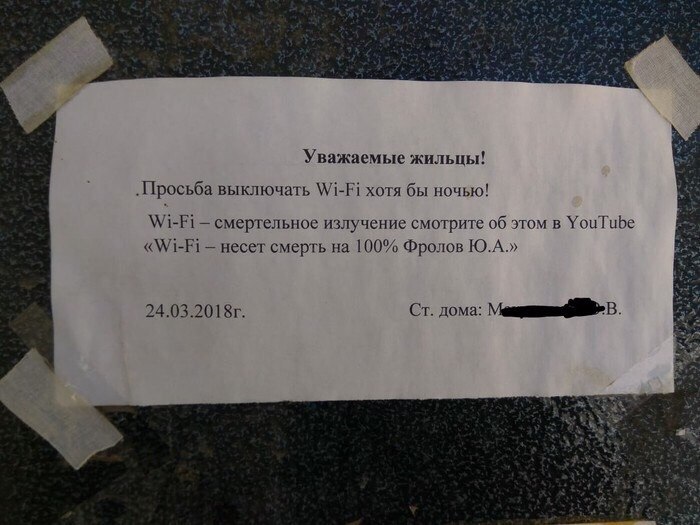 Уважаемые жильцы!
Просьба выключать Wi-Fi хотя бы ночью!
Wi-Fi – смертельное излучение смотрите об этом в YouTube
«Wi-Fi – несет смерть на 100% Фролов Ю.А.»
24.03.2018г. Ст. дома: М .В.